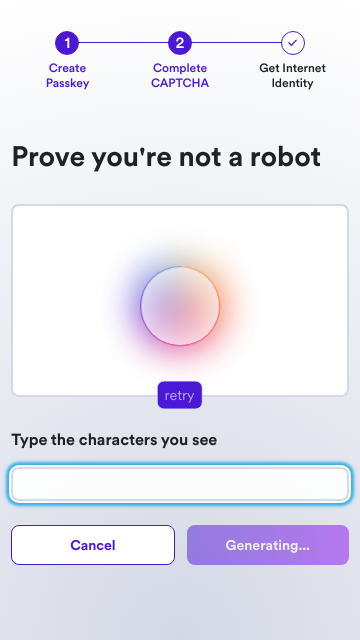 1
2
Create
Passkey
Complete
CAPTCHA
Get Internet
Identity
Prove you're not a robot
retry
Type the characters you see
Cancel
Generating...